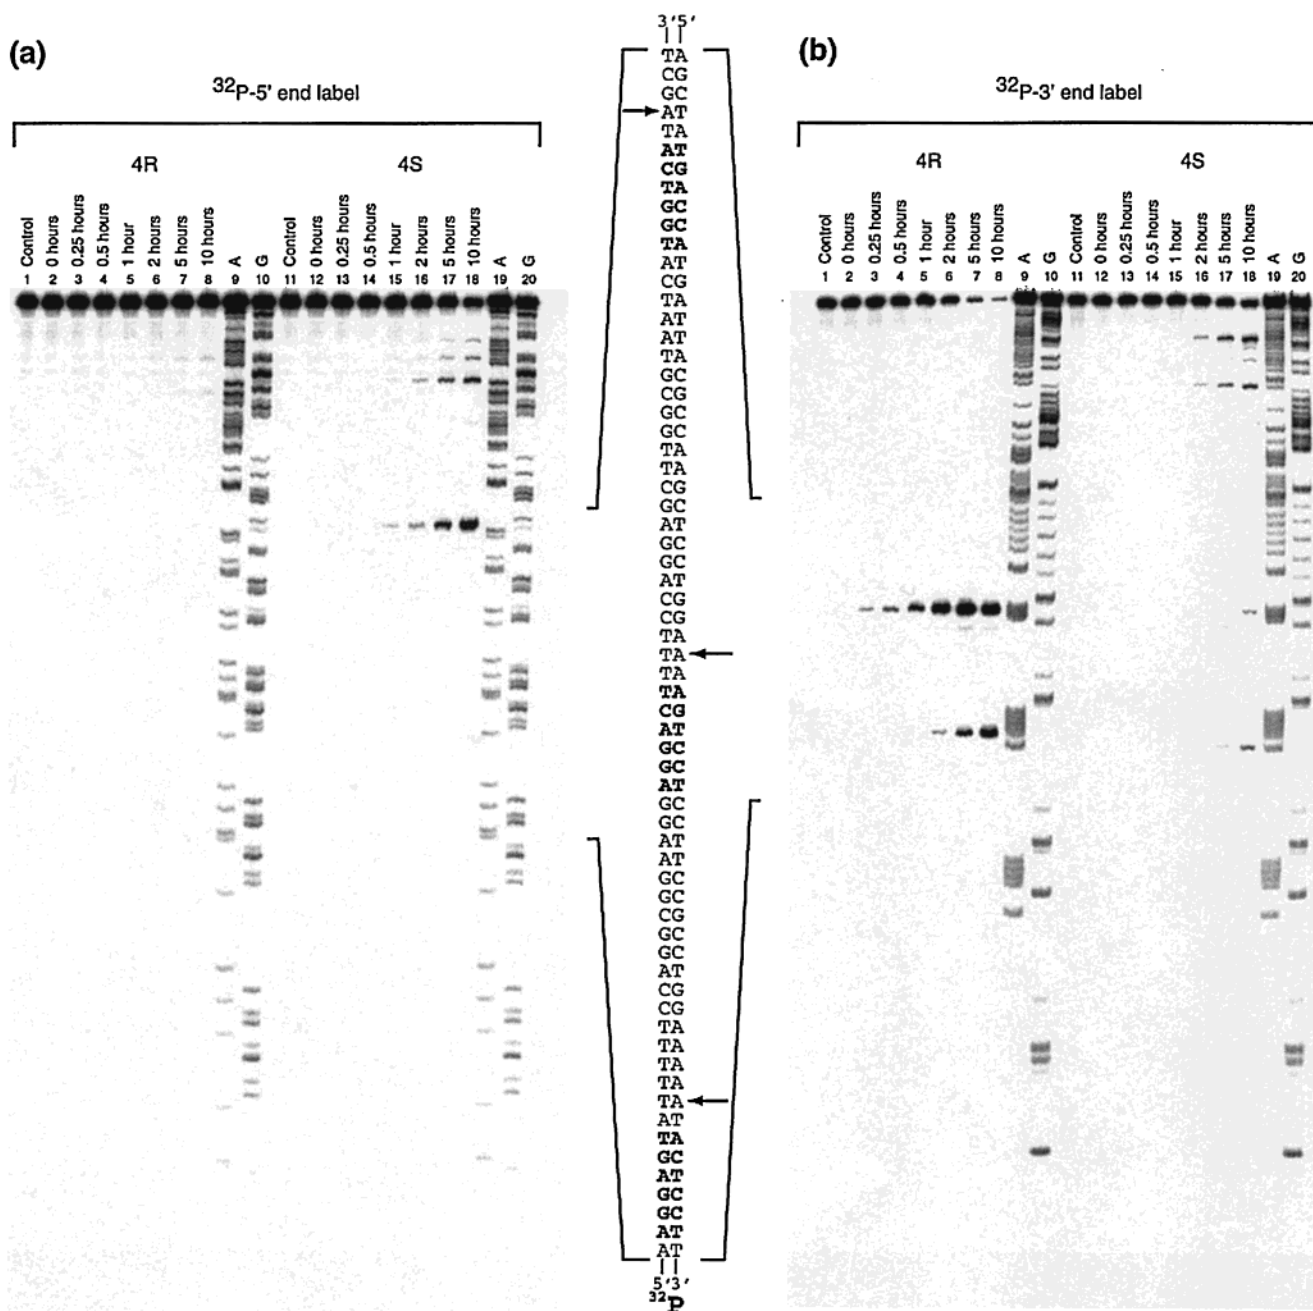 (a)
32P-5' end label
4R
4S
Control
0 hours
0.25 hours
0.5 hours
1 hour
2 hours
5 hours
10 hours
A
G
Control
0 hours
0.25 hours
0.5 hours
1 hour
2 hours
5 hours
10 hours
A
G
1 2 3 4 5 6 7 8 9 10 11 12 13 14 15 16 17 18 19 20
3'5'
TA
CG
GC
AT
TA
AT
CG
TA
GC
GC
TA
AT
CG
TA
AT
AT
TA
GC
CG
GC
GC
TA
TA
CG
GC
AT
GC
GC
AT
CG
CG
TA
TA
TA
TA
CG
AT
GC
GC
AT
GC
GC
AT
AT
GC
GC
CG
GC
GC
AT
CG
CG
TA
TA
TA
TA
TA
AT
TA
GC
AT
GC
GC
AT
AT
5'3'
32P
(b)
32P-3' end label
4R
4S
Control
0 hours
0.25 hours
0.5 hours
1 hour
2 hours
5 hours
10 hours
A
G
Control
0 hours
0.25 hours
0.5 hours
1 hour
2 hours
5 hours
10 hours
A
G
1 2 3 4 5 6 7 8 9 10 11 12 13 14 15 16 17 18 19 20